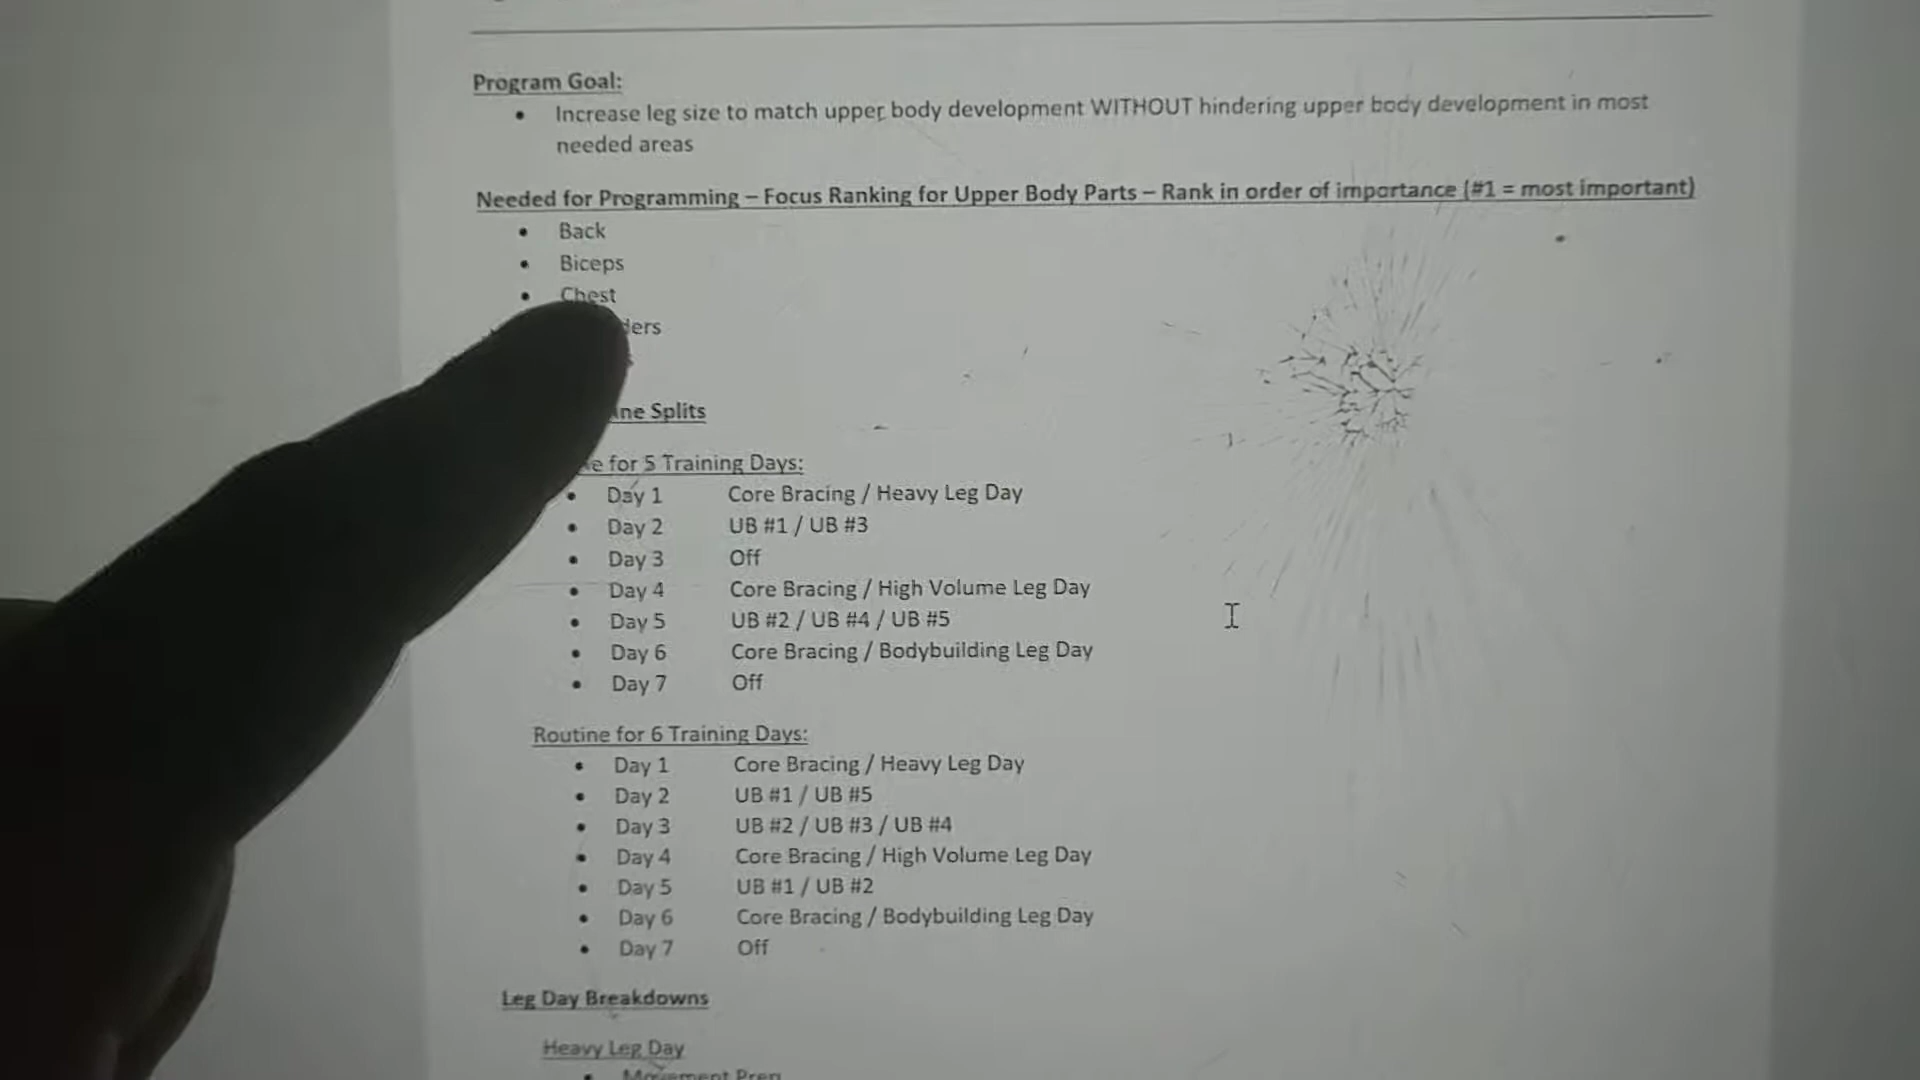 Program Goal:
• Increase leg size to match upper body development WITHOUT hindering upper body development in most
needed areas
Needed for Programming – Focus Ranking for Upper Body Parts – Rank in order of importance (#1 = most important)
• Back
• Biceps
• Chest
Splits
for 5 Training Days:
• Day 1 Core Bracing / Heavy Leg Day
• Day 2 UB #1 / UB #3
• Day 3 Off
• Day 4 Core Bracing / High Volume Leg Day
• Day 5 UB #2 / UB #4 / UB #5
• Day 6 Core Bracing / Bodybuilding Leg Day
• Day 7 Off
Routine for 6 Training Days:
• Day 1 Core Bracing / Heavy Leg Day
• Day 2 UB #1 / UB #5
• Day 3 UB #2 / UB #3 / UB #4
• Day 4 Core Bracing / High Volume Leg Day
• Day 5 UB #1 / UB #2
• Day 6 Core Bracing / Bodybuilding Leg Day
• Day 7 Off
Leg Day Breakdowns
Heavy Leg Day
• Movement Prep